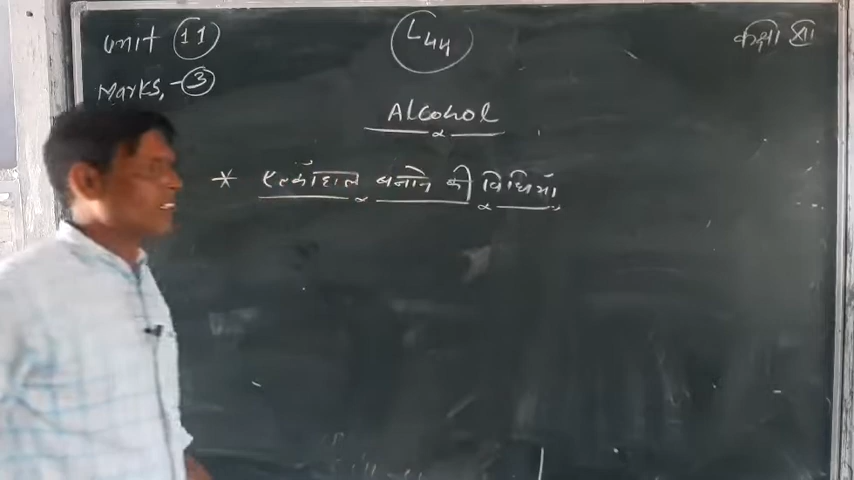 Unit 11
L44
कक्षा XII
Marks - 3
Alcohol
* एल्कॉहाल बनाने की विधियाँ